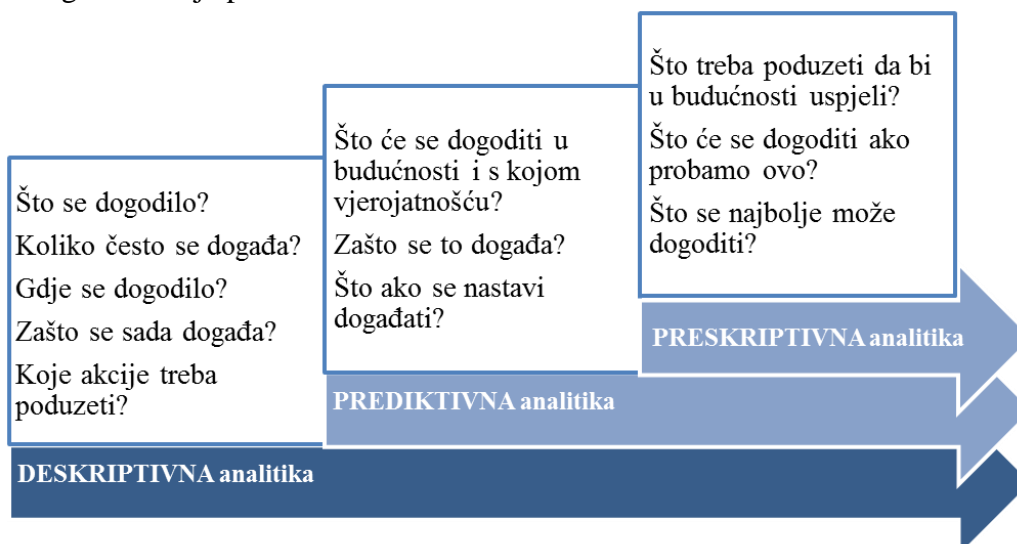 Što se dogodilo?
Koliko često se događa?
Gdje se dogodilo?
Zašto se sada događa?
Koje akcije treba
poduzeti?
DESKRIPTIVNA analitika
Što će se dogoditi u
budućnosti i s kojom
vjerojatnošću?
Zašto se to događa?
Što ako se nastavi
događati?
PREDIKTIVNA analitika
Što treba poduzeti da bi
u budućnosti uspjeli?
Što će se dogoditi ako
probamo ovo?
Što se najbolje može
dogoditi?
PRESKRIPTIVNA analitika